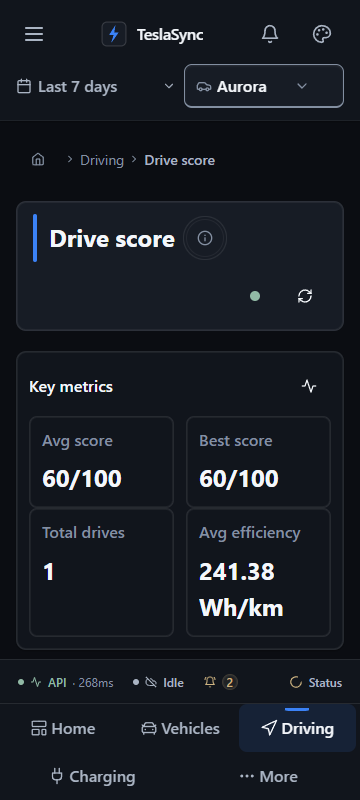 TeslaSync
Last 7 days Aurora
Driving Drive score
Drive score
Key metrics
Avg score Best score
60/100 60/100
Total drives Avg efficiency
1 241.38
Wh/km
API · 268ms Idle 2 Status
Home Vehicles Driving
Charging More